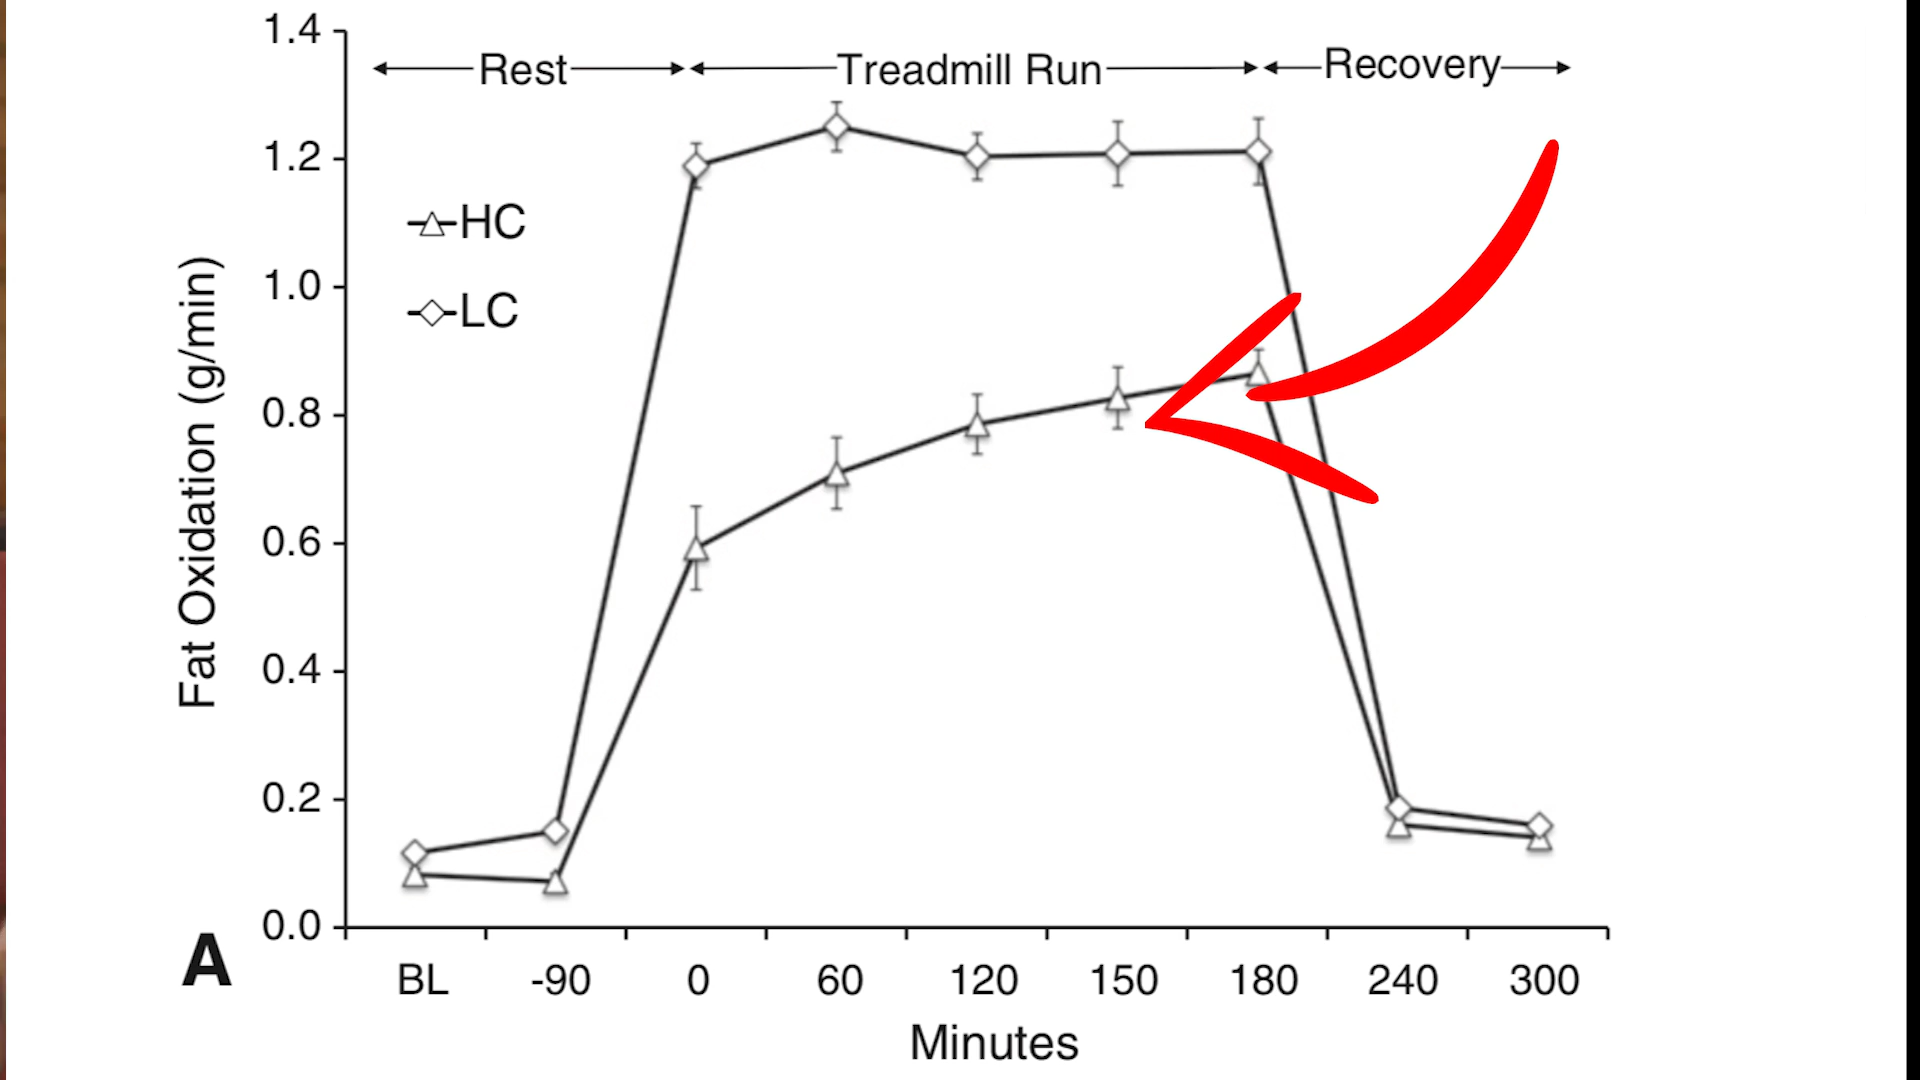 1.4
Rest
Treadmill Run
Recovery
1.2
HC
1.0
LC
Fat Oxidation (g/min)
0.8
0.6
0.4
0.2
0.0
A
BL -90 0 60 120 150 180 240 300
Minutes